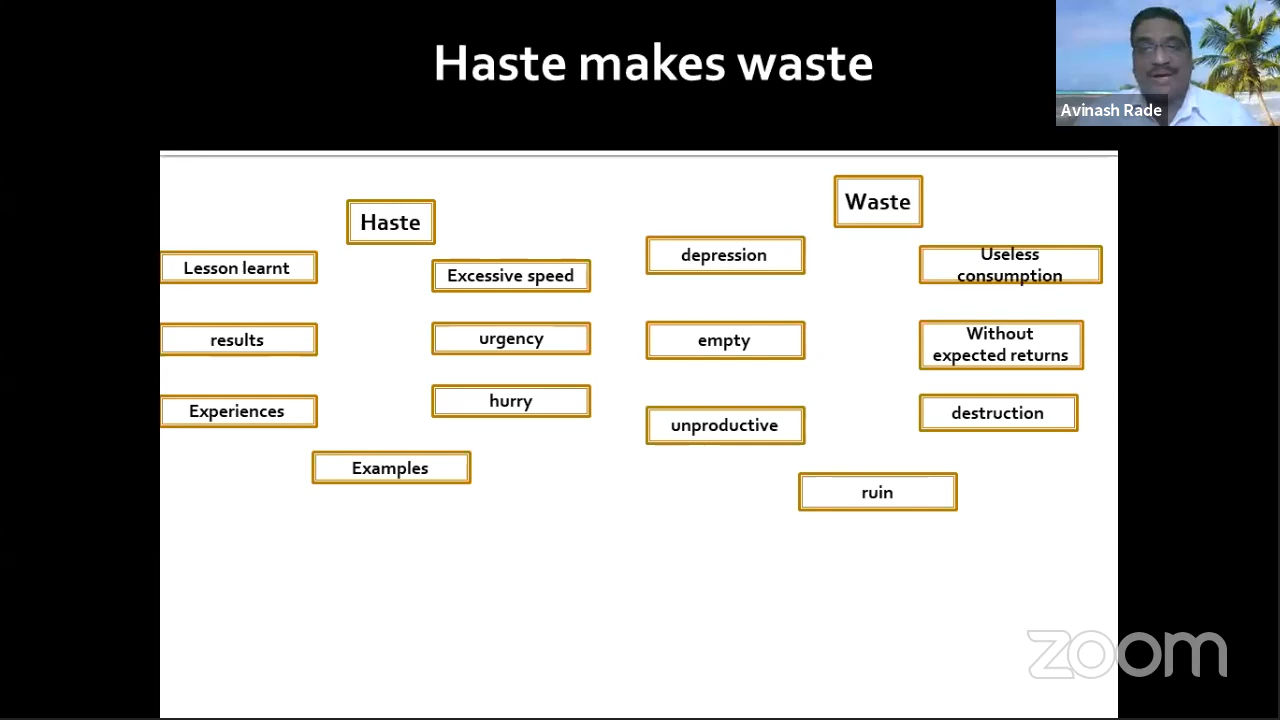 Haste makes waste
Avinash Rade
Haste
Lesson learnt
Excessive speed
results
urgency
Experiences
hurry
Examples
Waste
depression
Useless
consumption
empty
Without
expected returns
unproductive
destruction
ruin
zoom